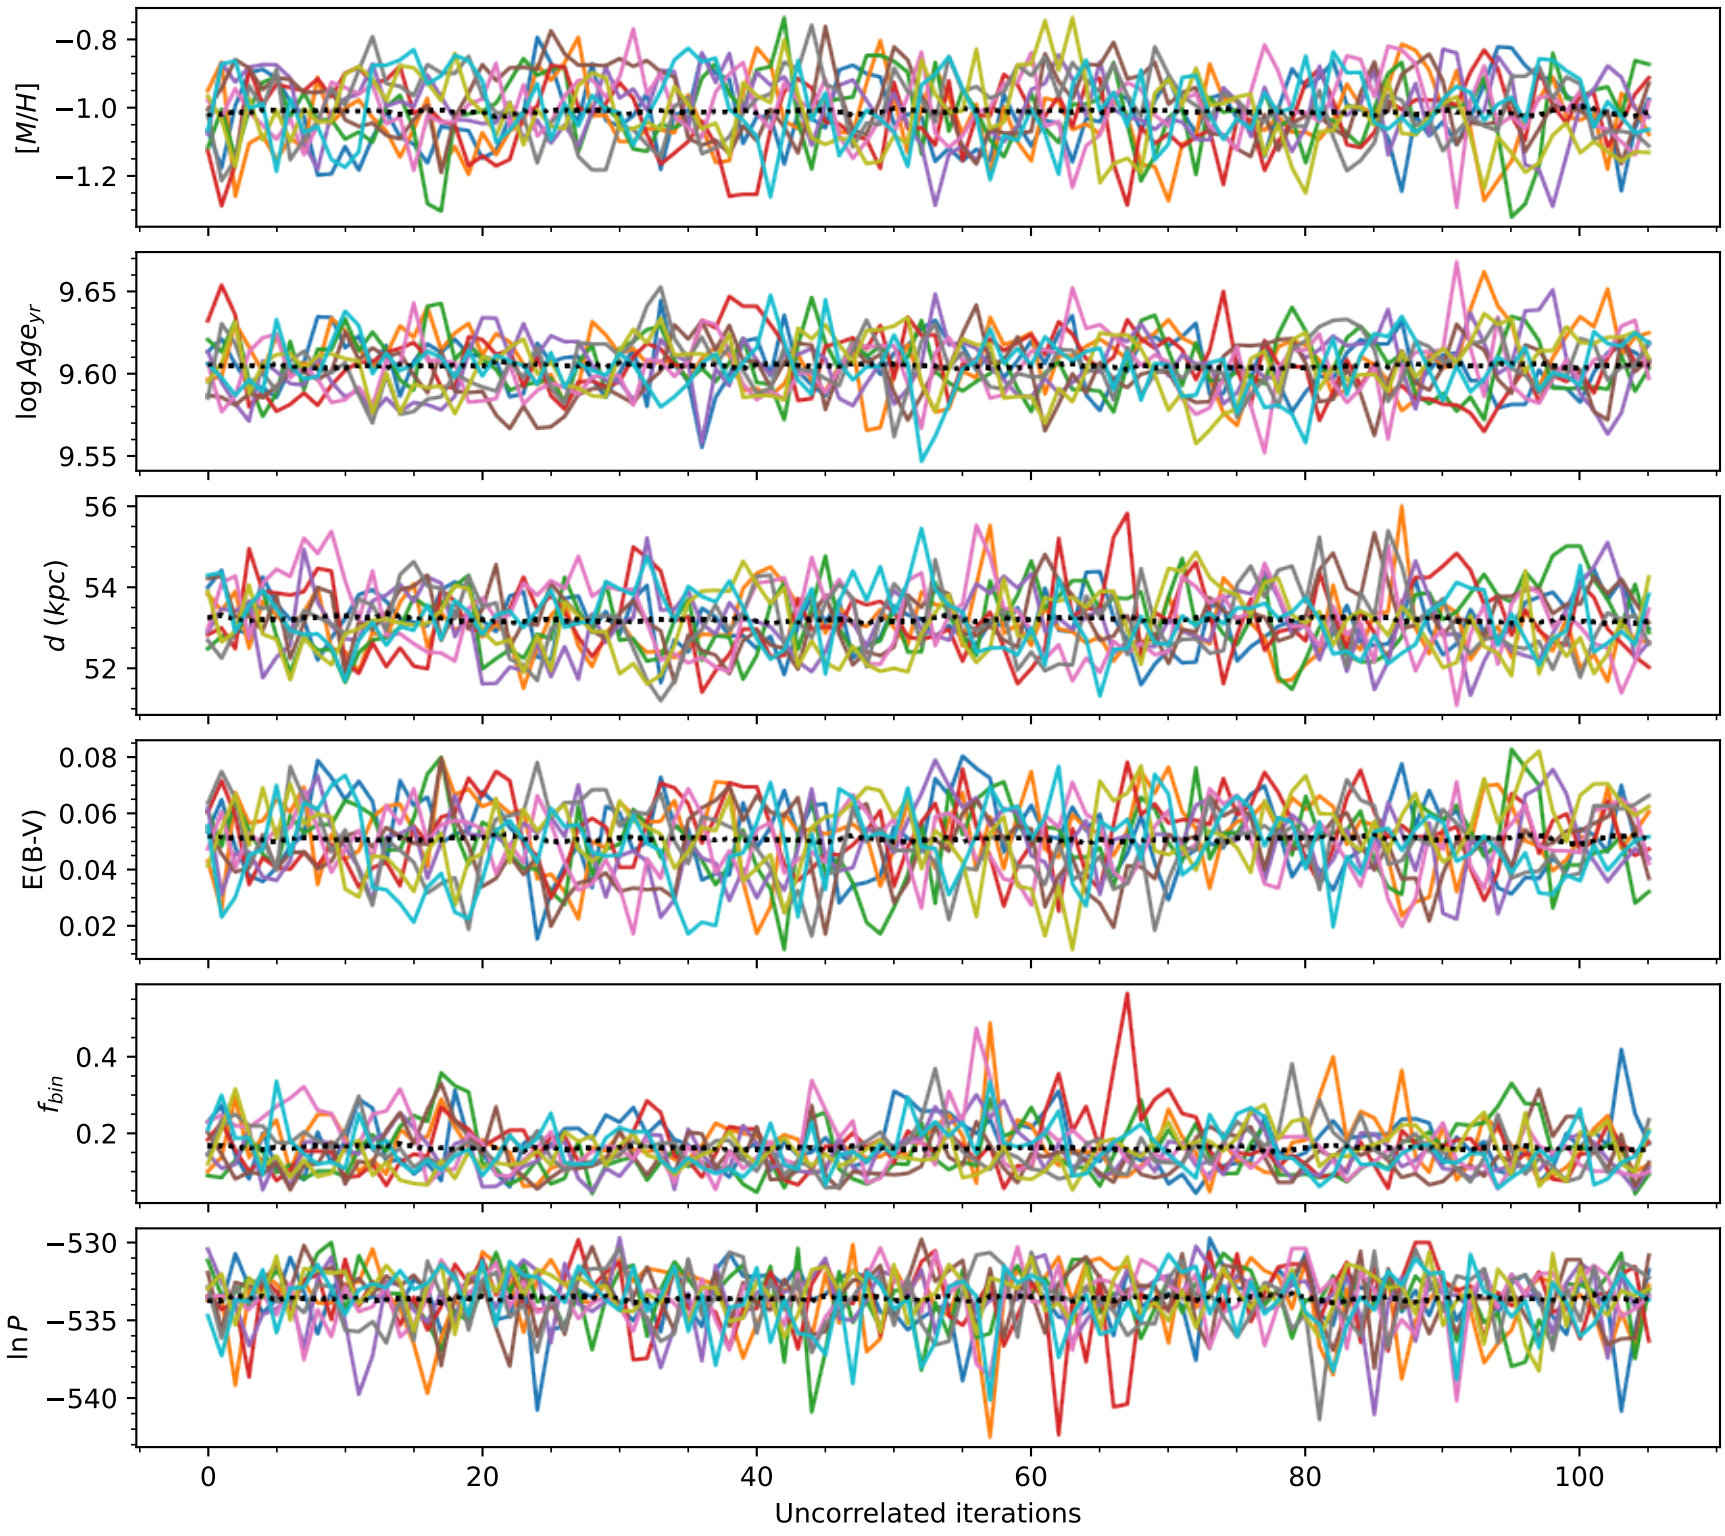 −0.8
−1.0
−1.2
[M/H]
9.65
9.60
9.55
log Age_yr
56
54
52
d (kpc)
0.08
0.06
0.04
0.02
E(B-V)
0.4
0.2
f_bin
−530
−535
−540
ln P
0 20 40 60 80 100
Uncorrelated iterations